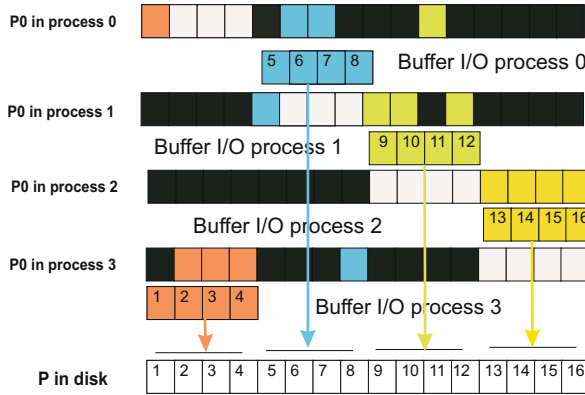 P0 in process 0
5 6 7 8 Buffer I/O process 0
P0 in process 1
Buffer I/O process 1 9 10 11 12
P0 in process 2
Buffer I/O process 2 13 14 15 16
P0 in process 3
1 2 3 4 Buffer I/O process 3
P in disk 1 2 3 4 5 6 7 8 9 10 11 12 13 14 15 16